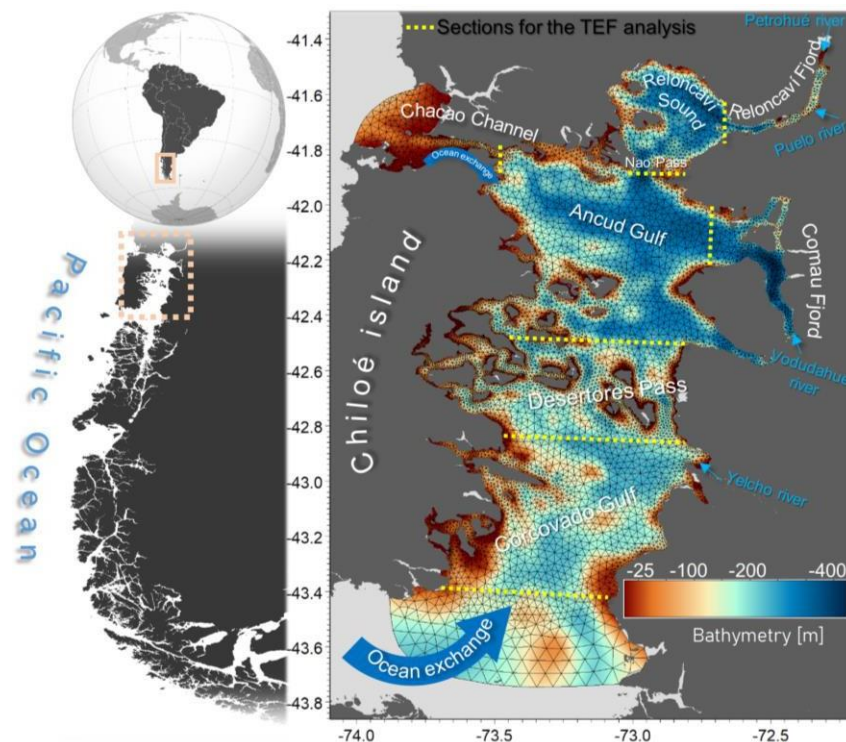 Pacific Ocean
-41.4
-41.6
-41.8
-42.0
-42.2
-42.4
-42.6
-42.8
-43.0
-43.2
-43.4
-43.6
-43.8
Sections for the TEF analysis
Petrohué river
Reloncaví Fjord
Reloncaví
Sound
Puelo river
Chacao Channel
Ocean exchange
Nao Pass
Ancud Gulf
Comau Fjord
Chiloé island
Vodudahue
river
Desertores Pass
Yelcho river
Corcovado Gulf
-25 -100 -200 -400
Bathymetry [m]
Ocean exchange
-74.0 -73.5 -73.0 -72.5